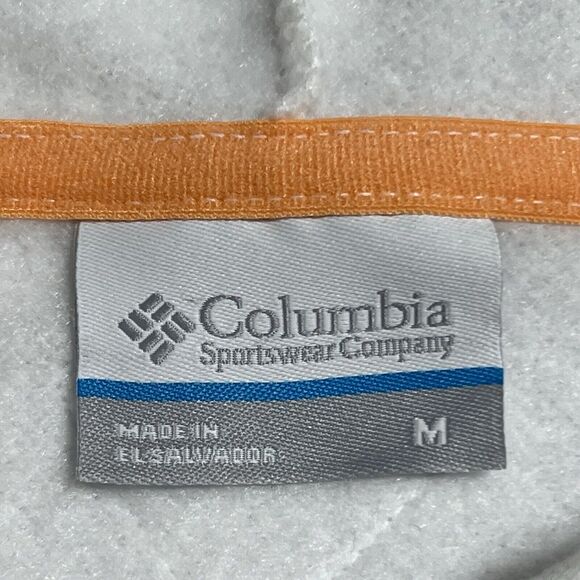 Columbia
Sportswear Company
MADE IN
EL SALVADOR
M